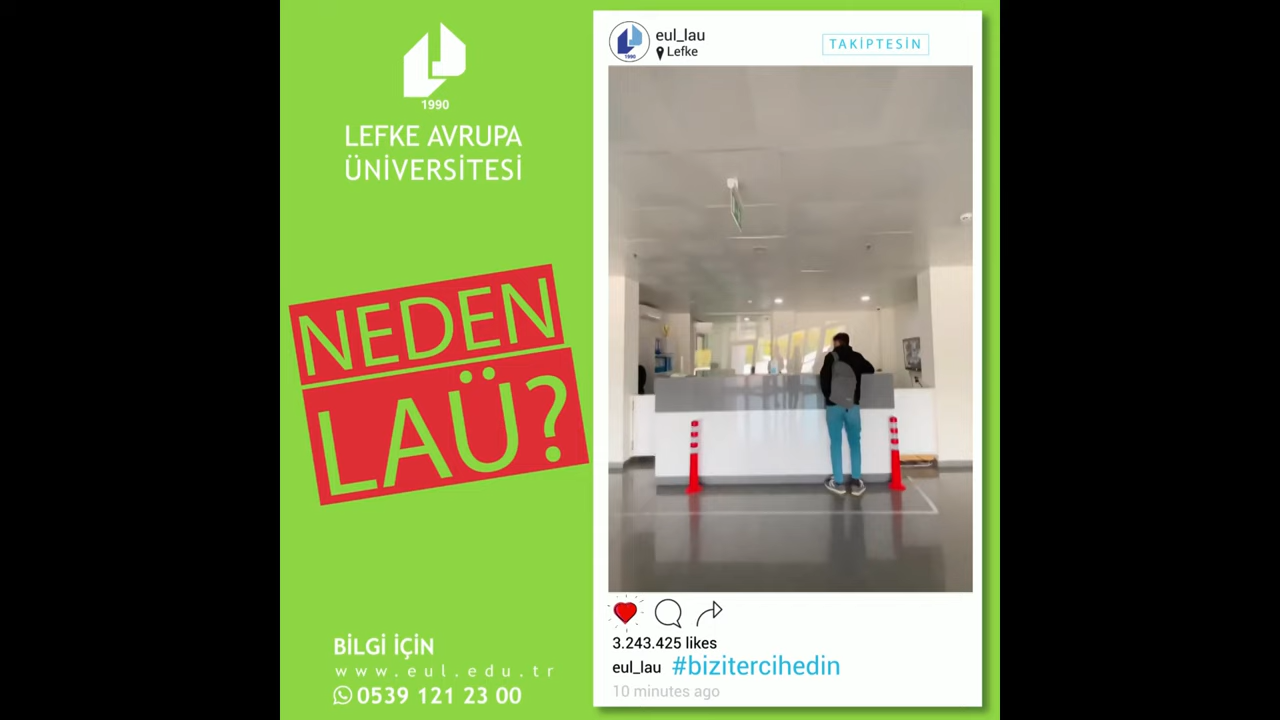 1990
LEFKE AVRUPA
ÜNİVERSİTESİ
NEDEN
LAÜ?
BİLGİ İÇİN
www.eul.edu.tr
0539 121 23 00
eul_lau
Lefke
TAKİPTESİN
1990
3.243.425 likes
eul_lau #bizitercihedin
10 minutes ago